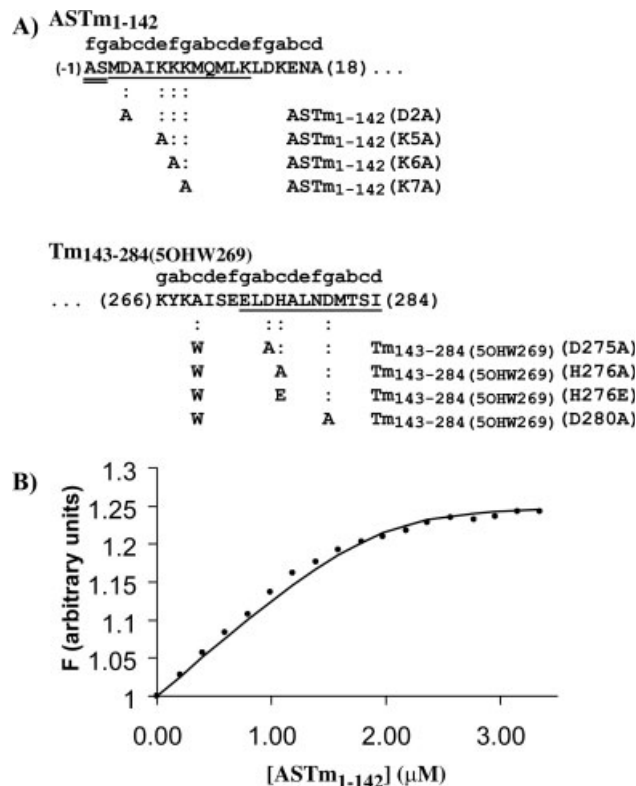 A)
ASTm1-142
fgabcdefgabcdefgabcd
(-1) ASMDAIKKKMQMLKLDKENA(18) ...
: :::
A ::: ASTm1-142(D2A)
A:: ASTm1-142(K5A)
A: ASTm1-142(K6A)
A ASTm1-142(K7A)
Tm143-284(5OHW269)
gabcdefgabcdefgabcd
... (266)KYKAISEELDHALNDMTSI(284)
: :: :
W A: : Tm143-284(5OHW269)(D275A)
W A : Tm143-284(5OHW269)(H276A)
W E : Tm143-284(5OHW269)(H276E)
W A Tm143-284(5OHW269)(D280A)
B)
F (arbitrary units)
1.3
1.25
1.2
1.15
1.1
1.05
1
0.00 1.00 2.00 3.00
[ASTm1-142] (μM)